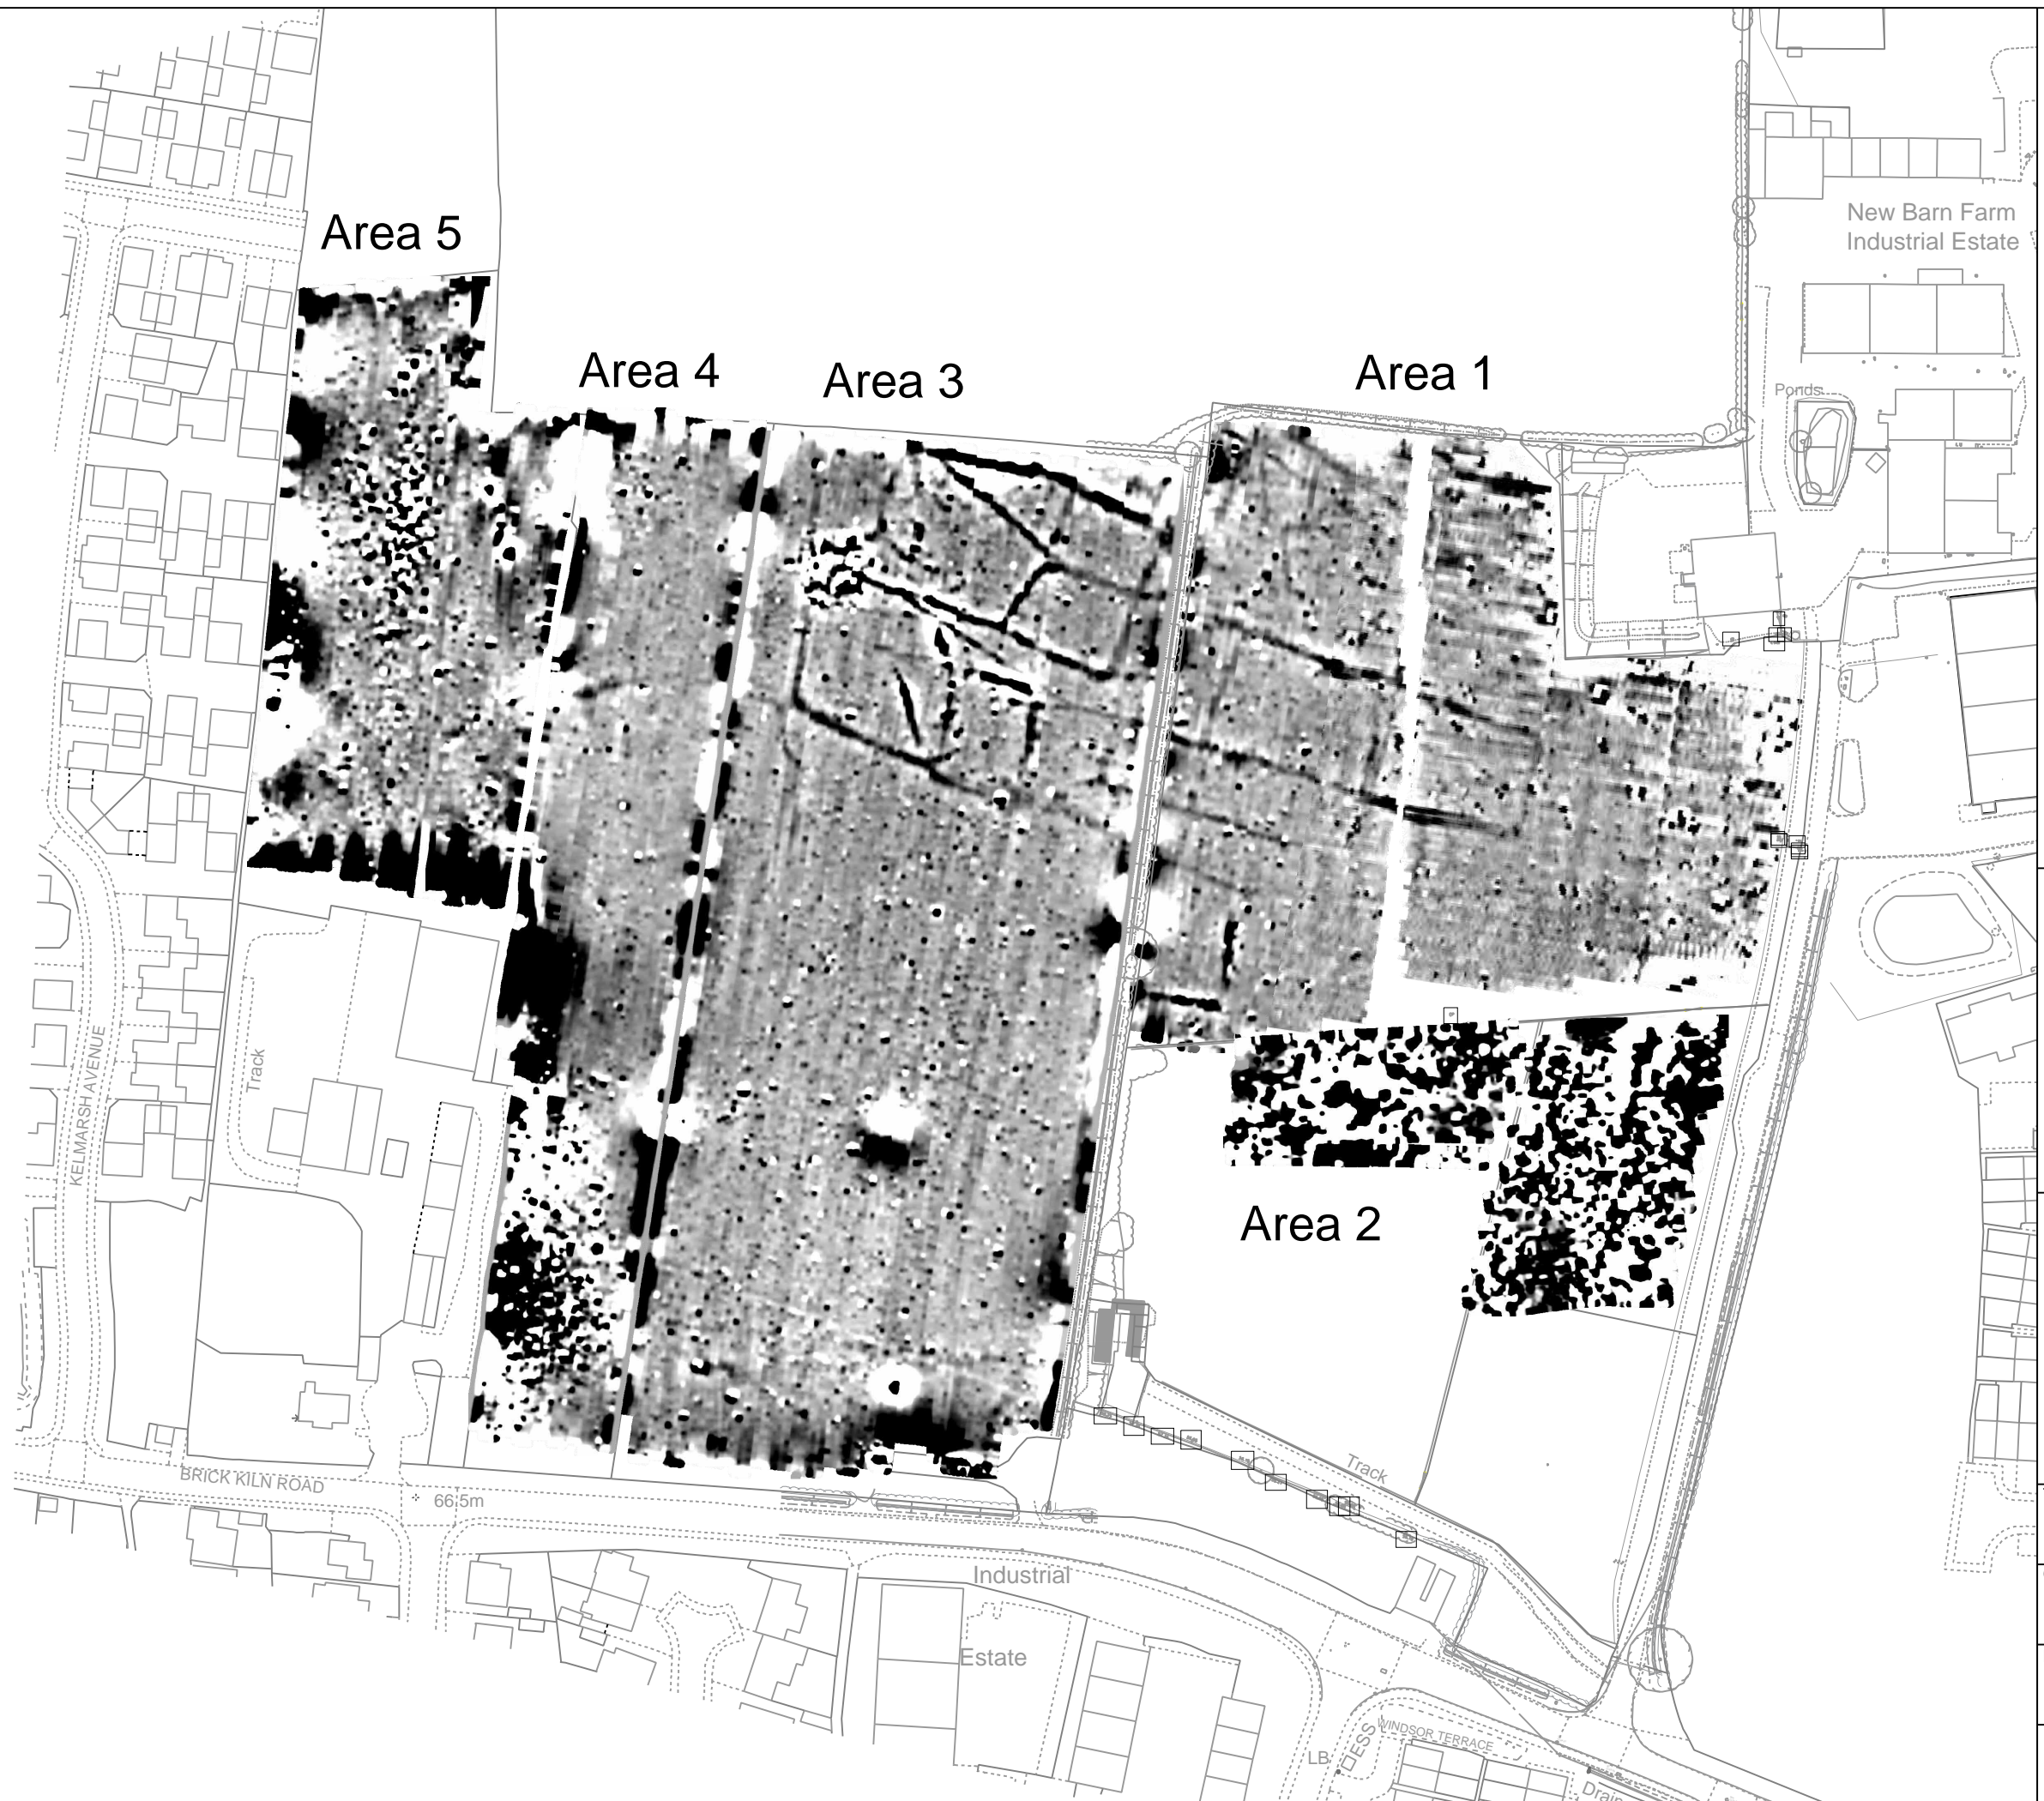 New Barn Farm
Industrial Estate
Area 5
Area 4
Area 3
Area 1
Ponds
Track
KELMARSH AVENUE
Area 2
BRICK KILN ROAD
66.5m
Track
Industrial
Estate
WINDSOR TERRACE
LB
ESS